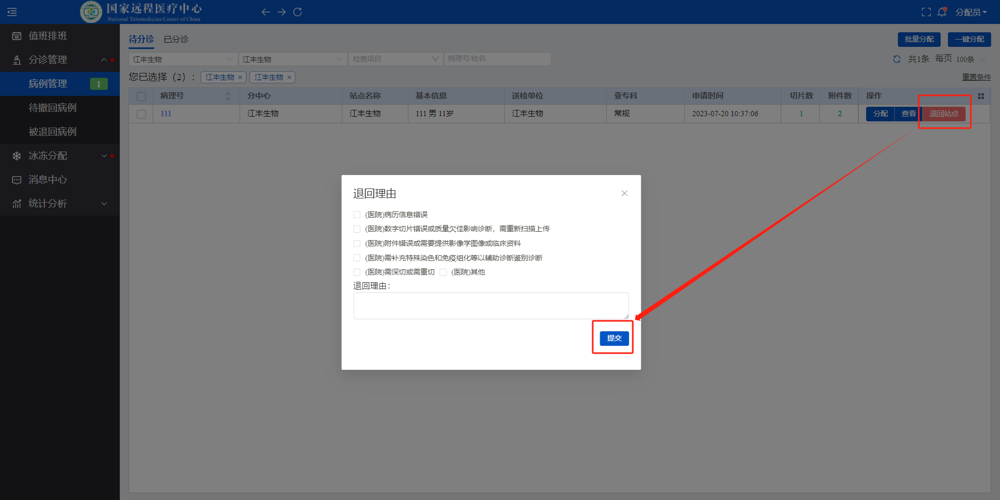 国家远程医疗中心
National Telemedicine Center of China
分配员
值班排班
分诊管理
病例管理 1
待撤回病例
被退回病例
冰冻分配
消息中心
统计分析
待分诊 已分诊
批量分配 一键分配
江丰生物 江丰生物 检查项目 病理号/姓名
共1条 每页 100条
您已选择（2）： 江丰生物 × 江丰生物 ×
重置条件
病理号 分中心 站点名称 基本信息 送检单位 亚专科 申请时间 切片数 附件数 操作
111 江丰生物 江丰生物 111 男 11岁 江丰生物 常规 2023-07-20 10:37:06 1 2 分配 查看 退回站点
退回理由
(医院)病历信息错误
(医院)数字切片错误或质量欠佳影响诊断，需重新扫描上传
(医院)附件错误或需要提供影像学图像或临床资料
(医院)需补充特殊染色和免疫组化等以辅助诊断鉴别诊断
(医院)需深切或需重切 (医院)其他
退回理由：
提交